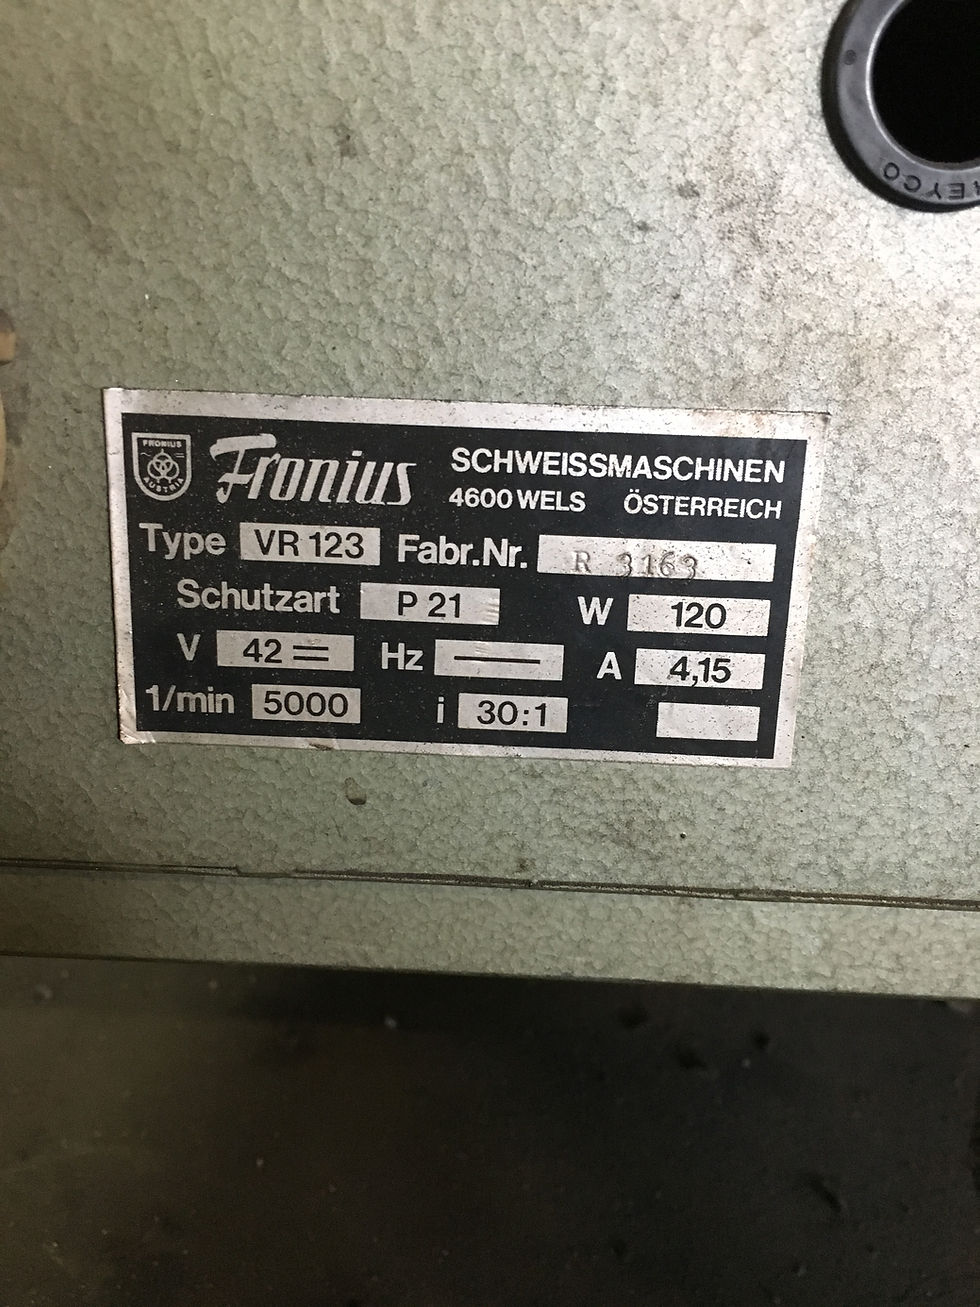 HEYCO
FRONIUS
AUSTRIA
Fronius
SCHWEISSMASCHINEN
4600 WELS ÖSTERREICH
Type VR 123 Fabr.Nr. R 3163
Schutzart P 21 W 120
V 42 Hz — A 4,15
1/min 5000 i 30:1